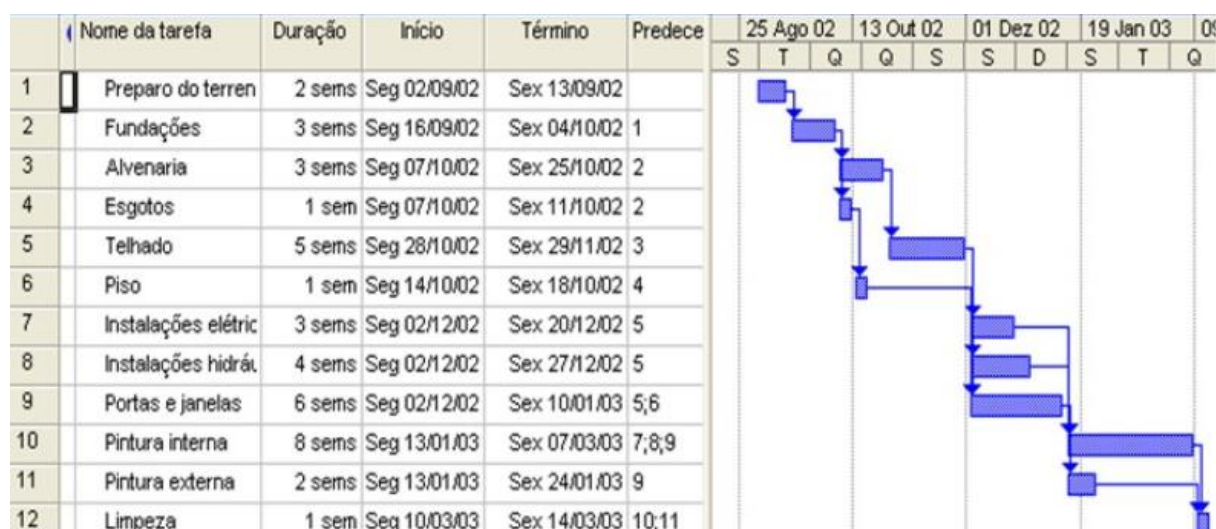 Nome da tarefa Duração Início Término Predece 25 Ago 02 13 Out 02 01 Dez 02 19 Jan 03 09
S T Q Q S S D S T Q
1 Preparo do terren 2 sems Seg 02/09/02 Sex 13/09/02
2 Fundações 3 sems Seg 16/09/02 Sex 04/10/02 1
3 Alvenaria 3 sems Seg 07/10/02 Sex 25/10/02 2
4 Esgotos 1 sem Seg 07/10/02 Sex 11/10/02 2
5 Telhado 5 sems Seg 28/10/02 Sex 29/11/02 3
6 Piso 1 sem Seg 14/10/02 Sex 18/10/02 4
7 Instalações elétric 3 sems Seg 02/12/02 Sex 20/12/02 5
8 Instalações hidráu 4 sems Seg 02/12/02 Sex 27/12/02 5
9 Portas e janelas 6 sems Seg 02/12/02 Sex 10/01/03 5;6
10 Pintura interna 8 sems Seg 13/01/03 Sex 07/03/03 7;8;9
11 Pintura externa 2 sems Seg 13/01/03 Sex 24/01/03 9
12 Limpeza 1 sem Seg 10/03/03 Sex 14/03/03 10;11